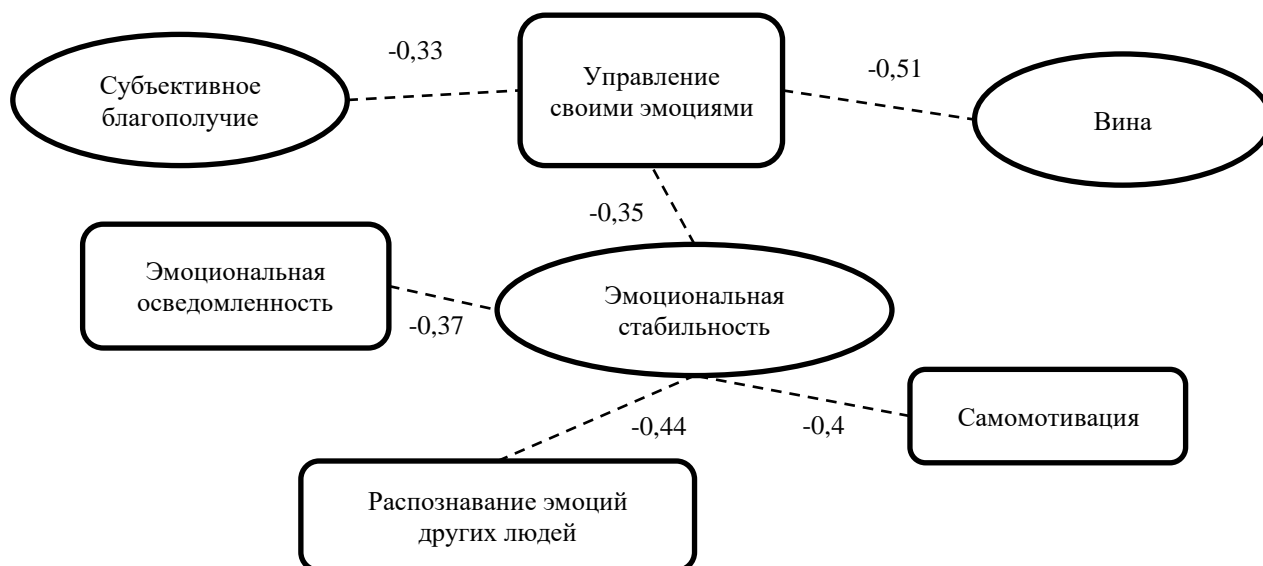 -0,33
-0,51
Субъективное
благополучие
Управление
своими эмоциями
Вина
-0,35
Эмоциональная
осведомленность
-0,37
Эмоциональная
стабильность
-0,44
-0,4
Самомотивация
Распознавание эмоций
других людей